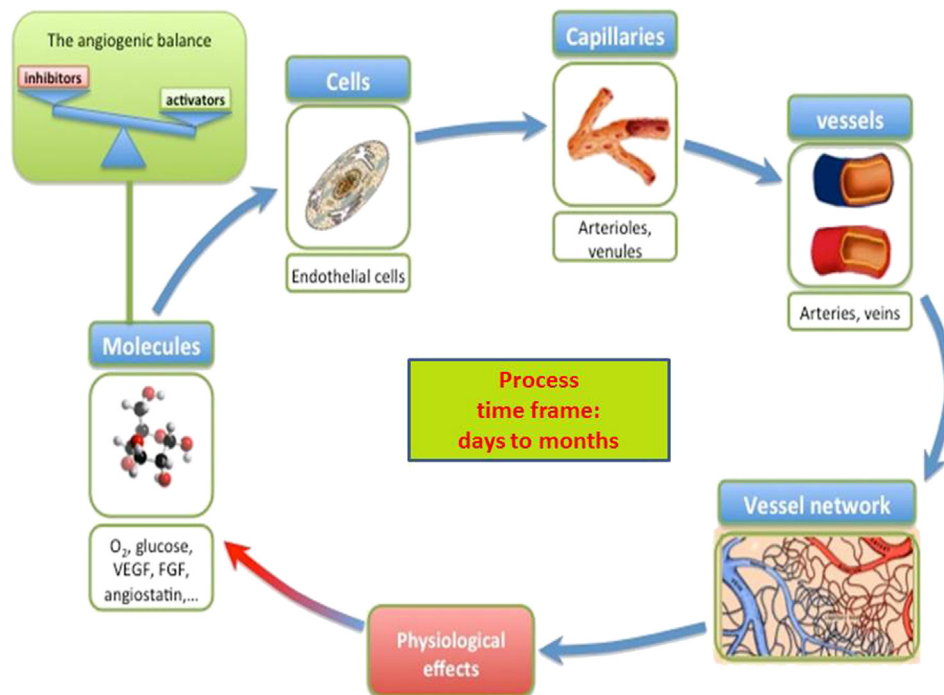 The angiogenic balance
inhibitors
activators
Cells
Endothelial cells
Capillaries
Arterioles,
venules
vessels
Arteries, veins
Molecules
O₂, glucose,
VEGF, FGF,
angiostatin,...
Process
time frame:
days to months
Vessel network
Physiological
effects